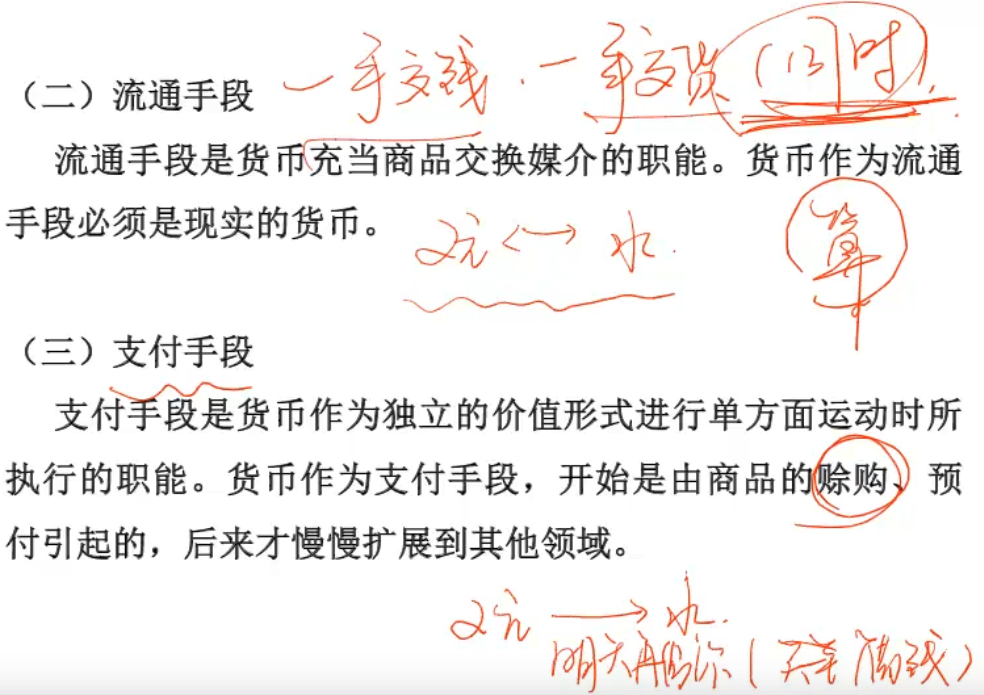 一手交钱.一手交货(同时).
(二)流通手段
流通手段是货币充当商品交换媒介的职能。货币作为流通
手段必须是现实的货币。
2元<—>水.
算
(三)支付手段
支付手段是货币作为独立的价值形式进行单方面运动时所
执行的职能。货币作为支付手段，开始是由商品的赊购、预
付引起的，后来才慢慢扩展到其他领域。
2元—>水.
明天再给你(
钱)